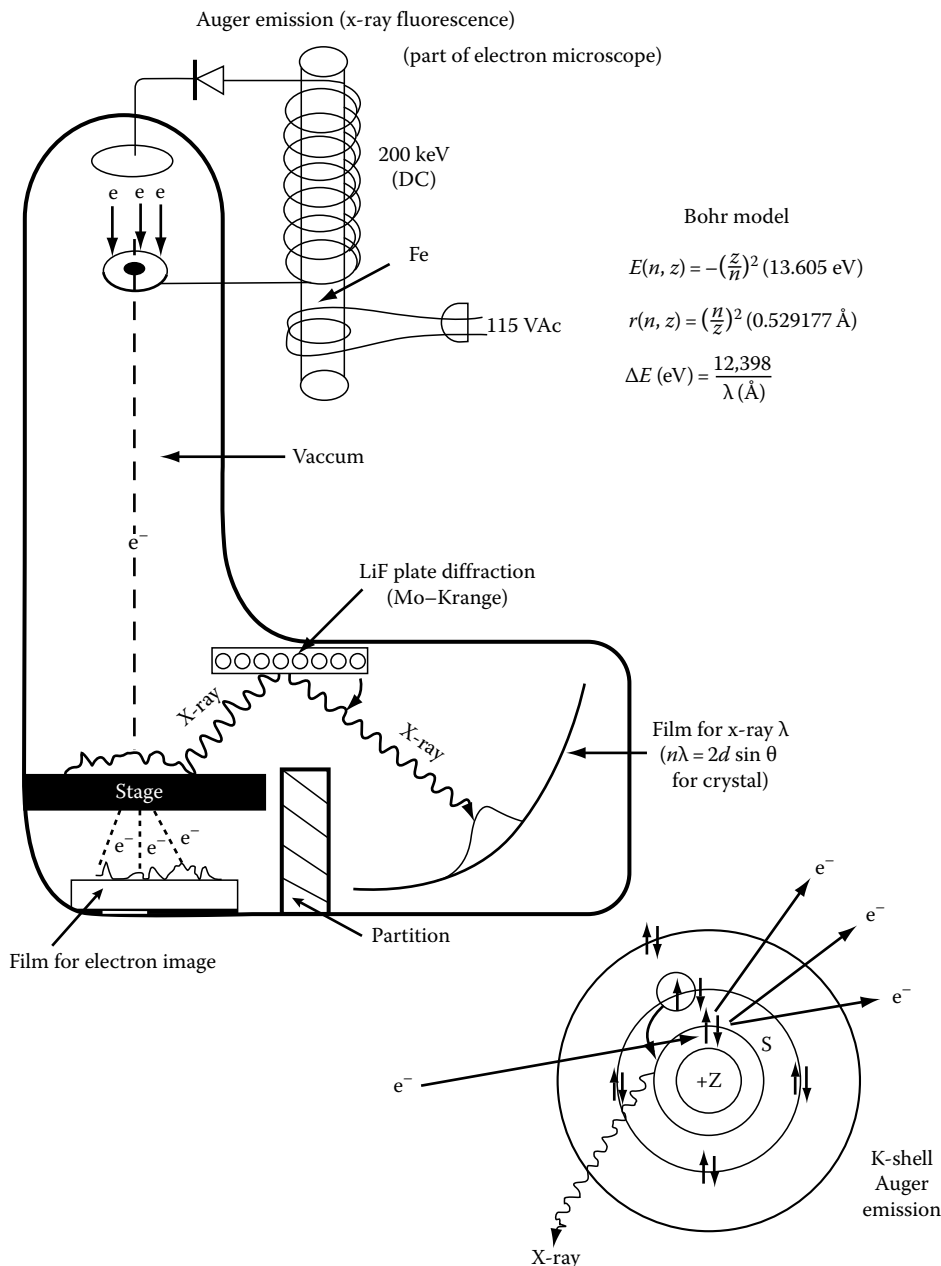 Auger emission (x-ray fluorescence)
(part of electron microscope)
200 keV
(DC)
e e e
Fe
115 VAc
Bohr model
E(n, z) = −(z/n)² (13.605 eV)
r(n, z) = (n/z)² (0.529177 Å)
ΔE (eV) = 12,398 / λ (Å)
Vaccum
e⁻
LiF plate diffraction
(Mo–Krange)
X-ray
X-ray
Film for x-ray λ
(nλ = 2d sin θ
for crystal)
Stage
e⁻ e⁻ e⁻
Partition
Film for electron image
e⁻
e⁻
e⁻
S
+Z
e⁻
K-shell
Auger
emission
X-ray